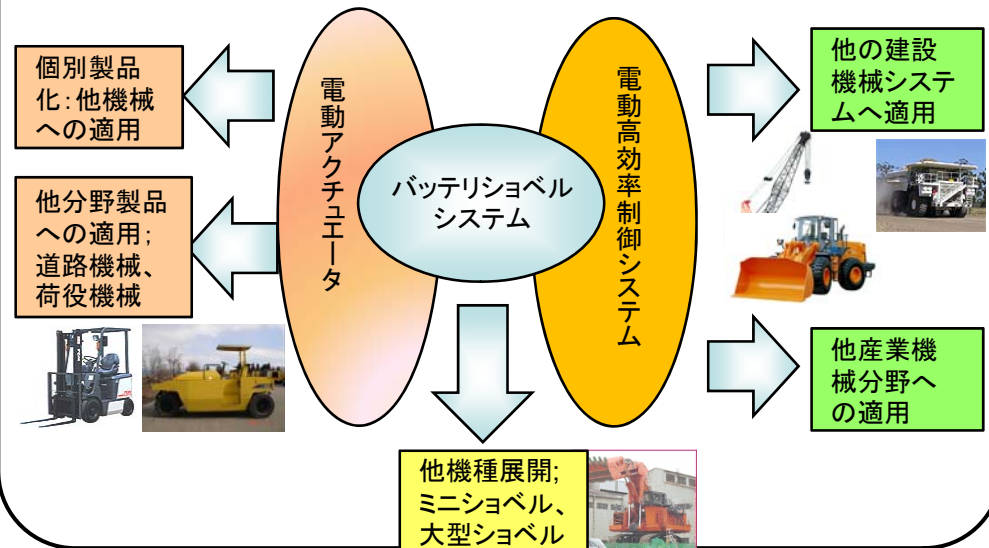 個別製品
化：他機械
への適用
他分野製品
への適用；
道路機械、
荷役機械
電動アクチュエータ
バッテリショベル
システム
電動高効率制御システム
他の建設
機械システ
ムへ適用
他産業機
械分野へ
の適用
他機種展開；
ミニショベル、
大型ショベル